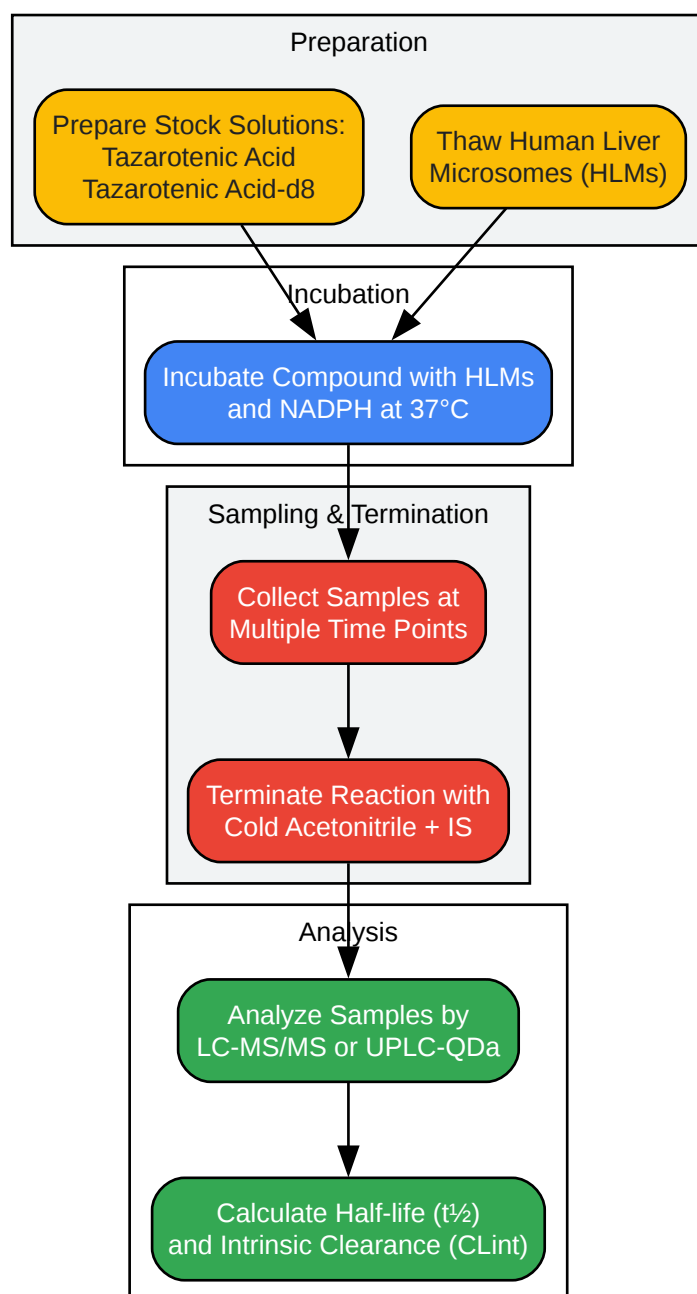 Preparation
Prepare Stock Solutions:
Tazarotenic Acid
Tazarotenic Acid-d8
Thaw Human Liver
Microsomes (HLMs)
Incubation
Incubate Compound with HLMs
and NADPH at 37°C
Sampling & Termination
Collect Samples at
Multiple Time Points
Terminate Reaction with
Cold Acetonitrile + IS
Analysis
Analyze Samples by
LC-MS/MS or UPLC-QDa
Calculate Half-life (t½)
and Intrinsic Clearance (CLint)